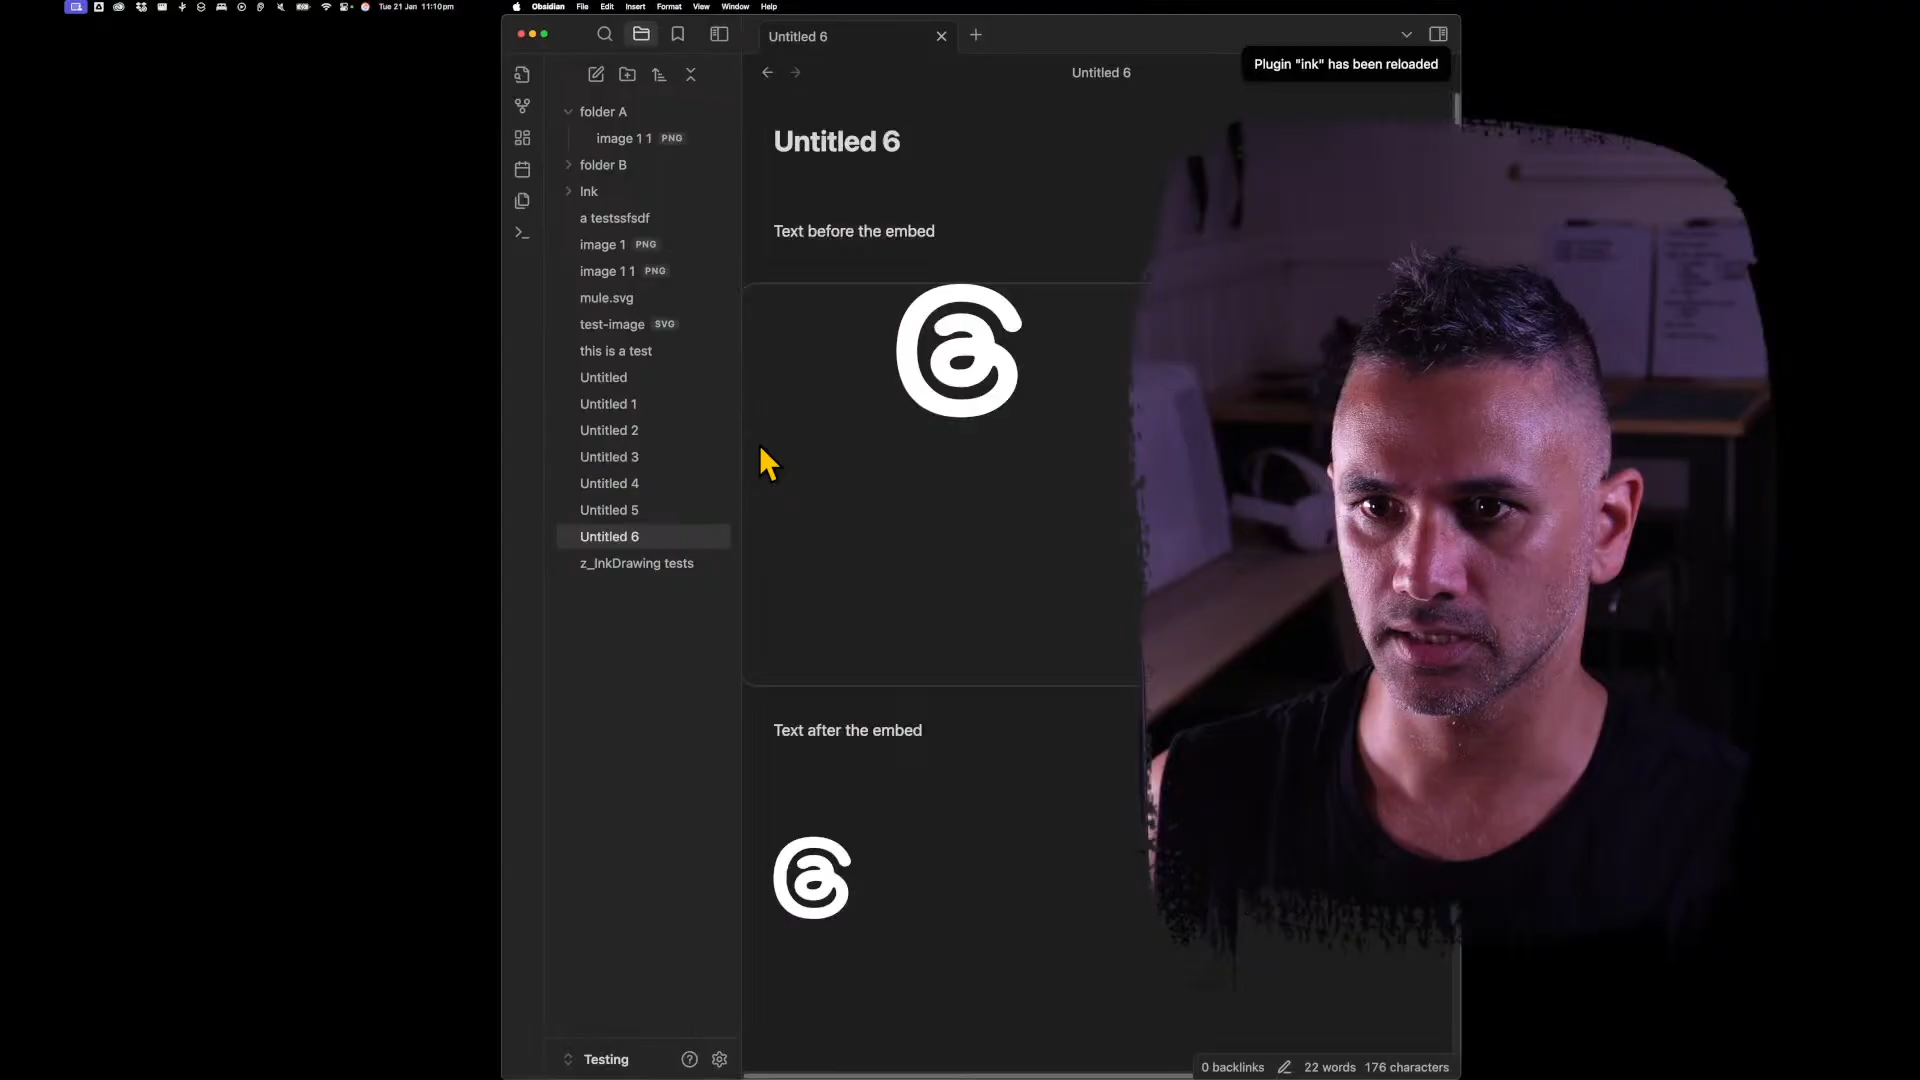 Tue 21 Jan 11:10pm
Obsidian File Edit Insert Format View Window Help
Untitled 6
Plugin "ink" has been reloaded
Untitled 6
folder A
image 1 1 PNG
folder B
Ink
a testssfsdf
image 1 PNG
image 1 1 PNG
mule.svg
test-image SVG
this is a test
Untitled
Untitled 1
Untitled 2
Untitled 3
Untitled 4
Untitled 5
Untitled 6
z_InkDrawing tests
Testing
Untitled 6
Text before the embed
Text after the embed
0 backlinks 22 words 176 characters